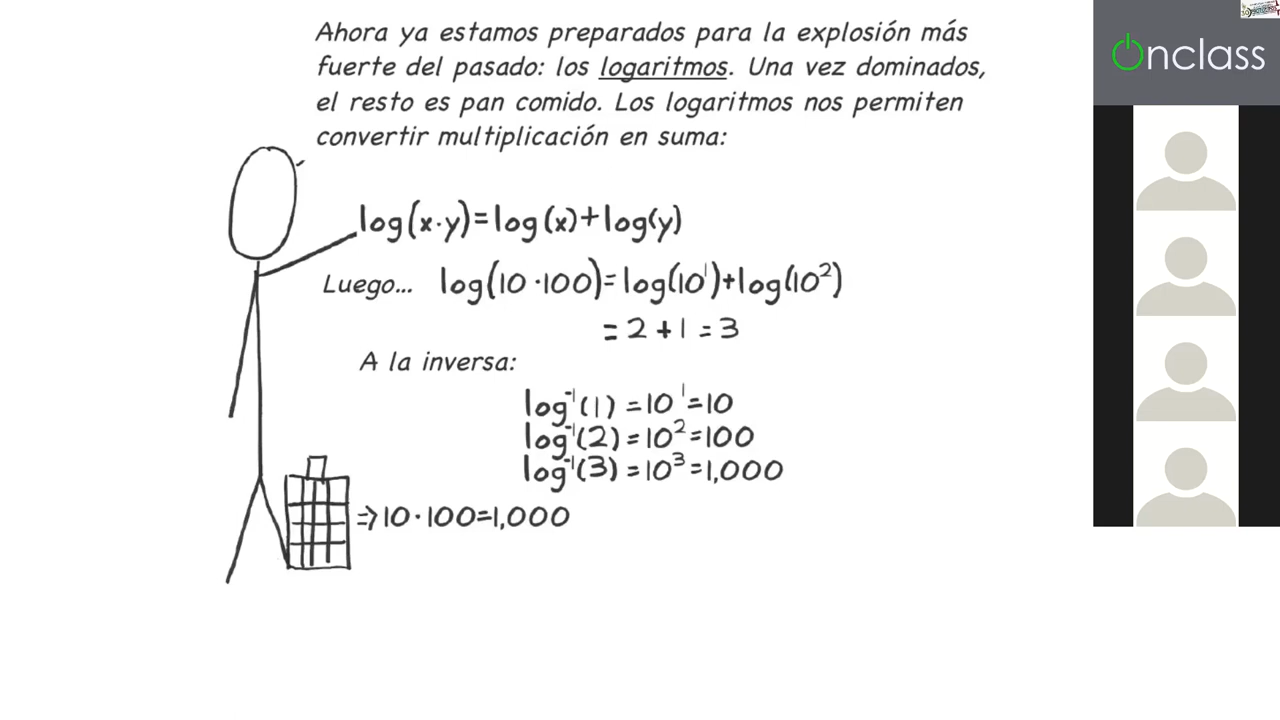 Onclass
Ahora ya estamos preparados para la explosión más
fuerte del pasado: los logaritmos. Una vez dominados,
el resto es pan comido. Los logaritmos nos permiten
convertir multiplicación en suma:
log(x·y)=log(x)+log(y)
Luego... log(10·100)=log(10¹)+log(10²)
= 2 + 1 = 3
A la inversa:
log⁻¹(1) = 10¹ = 10
log⁻¹(2) = 10² = 100
log⁻¹(3) = 10³ = 1,000
⇒ 10·100=1,000